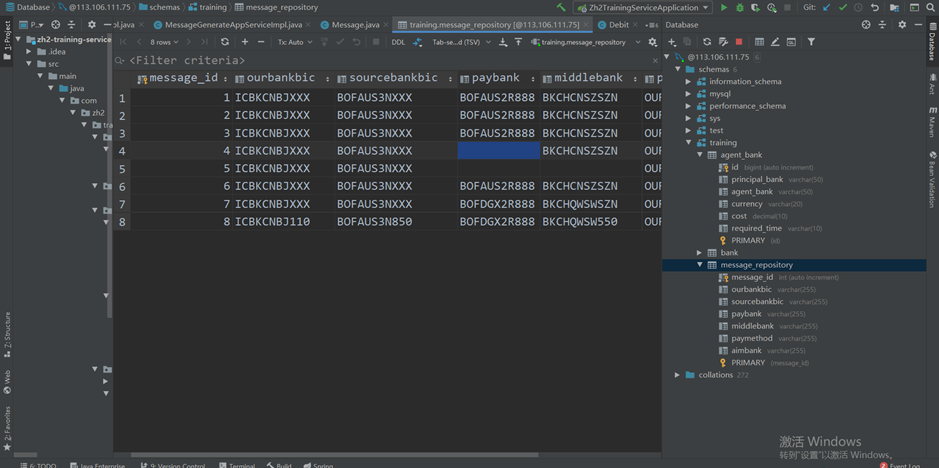 Database 113.106.111.75 schemas training message_repository Zh2TrainingServiceApplication Git:
P... java MessageGenerateAppServiceImpl.java Message.java training.message_repository [@113.106.111.75] Debit Database
zh2-training-service
.idea
src
main
java
com
zh2
1: Project
Z: Structure
Web
2: Favorites
8 rows Tx: Auto DDL Tab-se...d (TSV) training.message_repository
<Filter criteria>
message_id ourbankbic sourcebankbic paybank middlebank p
1 1 ICBKCNBJXXX BOFAUS3NXXX BOFAUS2R888 BKCHCNSZSZN OUF
2 2 ICBKCNBJXXX BOFAUS3NXXX BOFAUS2R888 BKCHCNSZSZN OUF
3 3 ICBKCNBJXXX BOFAUS3NXXX BOFAUS2R888 BKCHCNSZSZN OUF
4 4 ICBKCNBJXXX BOFAUS3NXXX BKCHCNSZSZN OUF
5 5 ICBKCNBJXXX BOFAUS3NXXX OUF
6 6 ICBKCNBJXXX BOFAUS3NXXX BOFAUS2R888 BKCHCNSZSZN OUF
7 7 ICBKCNBJXXX BOFAUS3NXXX BOFDGX2R888 BKCHQWSWZSN OUF
8 8 ICBKCNBJ110 BOFAUS3N850 BOFDGX2R888 BKCHQWSW550 OUF
@113.106.111.75 6
schemas 6
information_schema
mysql
performance_schema
sys
test
training
agent_bank
id bigint (auto increment)
principal_bank varchar(50)
agent_bank varchar(50)
currency varchar(20)
cost decimal(10)
required_time varchar(10)
PRIMARY (id)
bank
message_repository
message_id int (auto increment)
ourbankbic varchar(255)
sourcebankbic varchar(255)
paybank varchar(255)
middlebank varchar(255)
paymethod varchar(255)
aimbank varchar(255)
PRIMARY (message_id)
collations 272
Database
Ant
Maven
Bean Validation
激活 Windows
转到"设置"以激活 Windows。
6: TODO Java Enterprise 9: Version Control Terminal Build Spring 2 Event Log